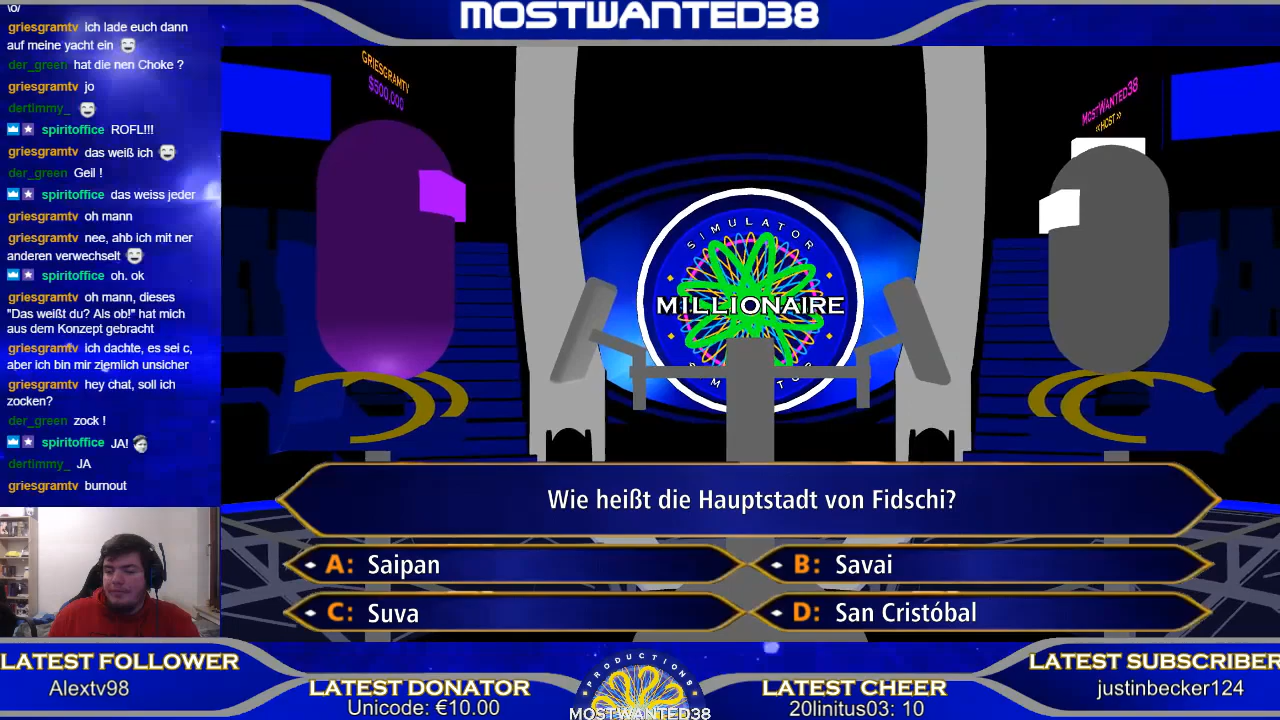 \o/
griesgramtv ich lade euch dann
auf meine yacht ein
der_green hat die nen Choke ?
griesgramtv jo
dertimmy_
spiritoffice ROFL!!!
griesgramtv das weiß ich
der_green Geil !
spiritoffice das weiss jeder
griesgramtv oh mann
griesgramtv nee, ahb ich mit ner
anderen verwechselt
spiritoffice oh. ok
griesgramtv oh mann, dieses
"Das weißt du? Als ob!" hat mich
aus dem Konzept gebracht
griesgramtv ich dachte, es sei c,
aber ich bin mir ziemlich unsicher
griesgramtv hey chat, soll ich
zocken?
der_green zock !
spiritoffice JA!
dertimmy_ JA
griesgramtv burnout
MOSTWANTED38
GRIESGRAMTV
$500,000
MOSTWANTED38
«HOST»
SIMULATOR
MILLIONAIRE
Wie heißt die Hauptstadt von Fidschi?
A: Saipan
B: Savai
C: Suva
D: San Cristóbal
LATEST FOLLOWER
Alextv98
LATEST DONATOR
Unicode: €10.00
PRODUCTIONS
MOSTWANTED38
LATEST CHEER
20linitus03: 10
LATEST SUBSCRIBER
justinbecker124